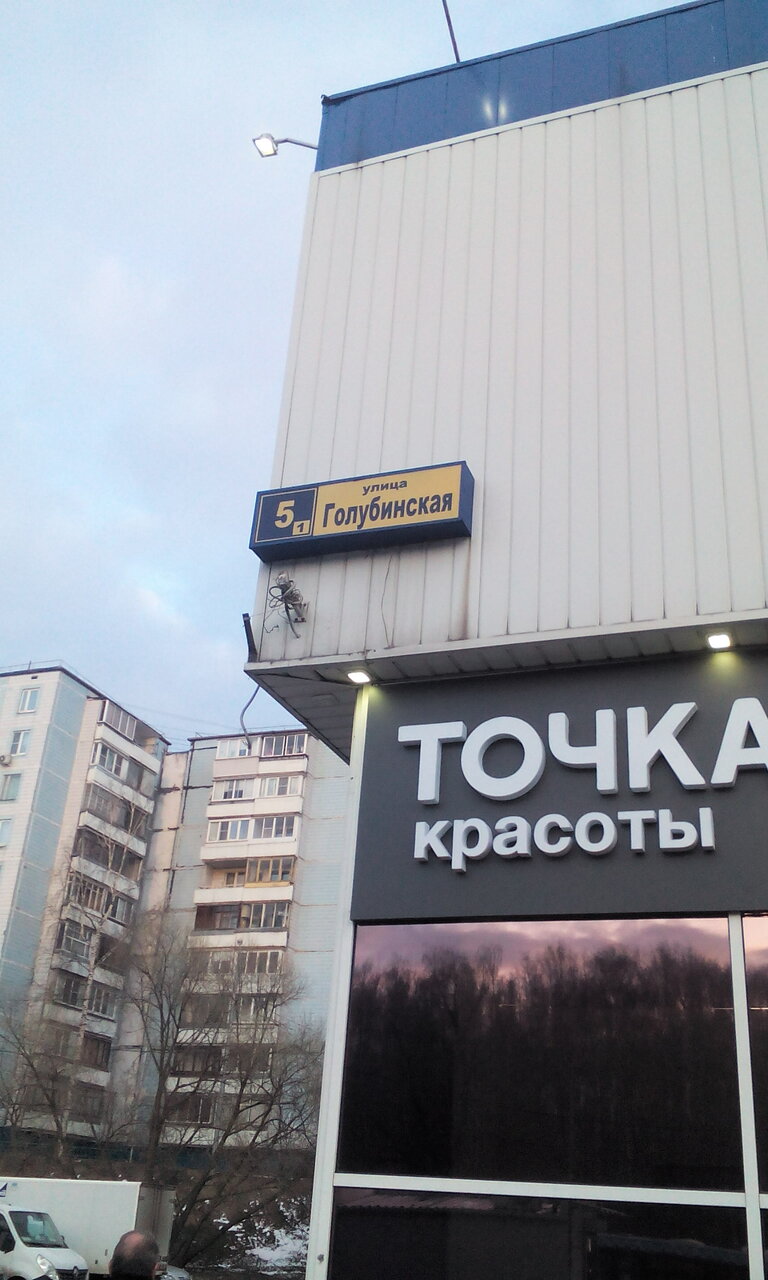 улица
5 1 Голубинская
ТОЧКА
красоты